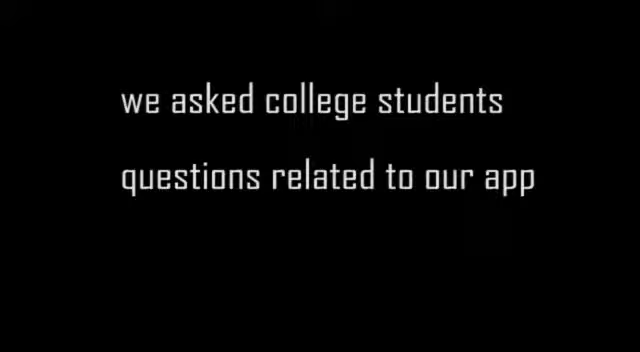 we asked college students
questions related to our app